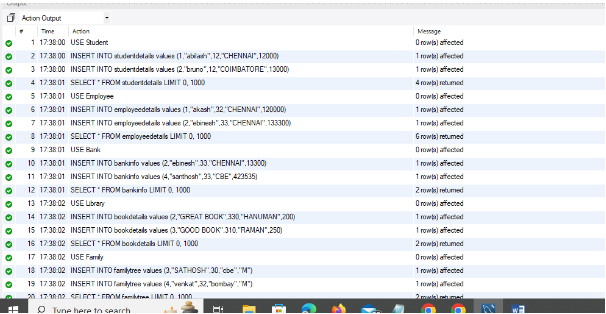 Output
Action Output
# Time Action Message
1 17:38:00 USE Student 0 row(s) affected
2 17:38:00 INSERT INTO studentdetails values (1,"abilash",12,"CHENNAI",12000) 1 row(s) affected
3 17:38:00 INSERT INTO studentdetails values (2,"bruno",12,"COIMBATORE",13000) 1 row(s) affected
4 17:38:01 SELECT * FROM studentdetails LIMIT 0, 1000 4 row(s) returned
5 17:38:01 USE Employee 0 row(s) affected
6 17:38:01 INSERT INTO employeedetails values (1,"akash",32,"CHENNAI",120000) 1 row(s) affected
7 17:38:01 INSERT INTO employeedetails values (2,"ebinesh",33,"CHENNAI",133300) 1 row(s) affected
8 17:38:01 SELECT * FROM employeedetails LIMIT 0, 1000 6 row(s) returned
9 17:38:01 USE Bank 0 row(s) affected
10 17:38:01 INSERT INTO bankinfo values (2,"ebinesh",33,"CHENNAI",13300) 1 row(s) affected
11 17:38:01 INSERT INTO bankinfo values (4,"santhosh",33,"CBE",423535) 1 row(s) affected
12 17:38:01 SELECT * FROM bankinfo LIMIT 0, 1000 2 row(s) returned
13 17:38:02 USE Library 0 row(s) affected
14 17:38:02 INSERT INTO bookdetails values (2,"GREAT BOOK",330,"HANUMAN",200) 1 row(s) affected
15 17:38:02 INSERT INTO bookdetails values (3,"GOOD BOOK",310,"RAMAN",250) 1 row(s) affected
16 17:38:02 SELECT * FROM bookdetails LIMIT 0, 1000 2 row(s) returned
17 17:38:02 USE Family 0 row(s) affected
18 17:38:02 INSERT INTO familytree values (3,"SATHOSH",30,"cbe","M") 1 row(s) affected
19 17:38:02 INSERT INTO familytree values (4,"venkat",32,"bombay","M") 1 row(s) affected
20 17:38:02 SELECT * FROM familytree LIMIT 0, 1000 2 row(s) returned
Type here to search